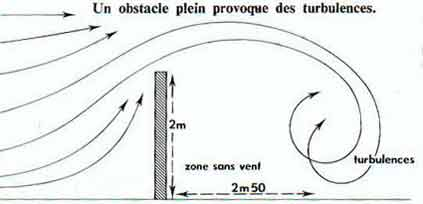 Un obstacle plein provoque des turbulences.
2m
zone sans vent
turbulences
2m50